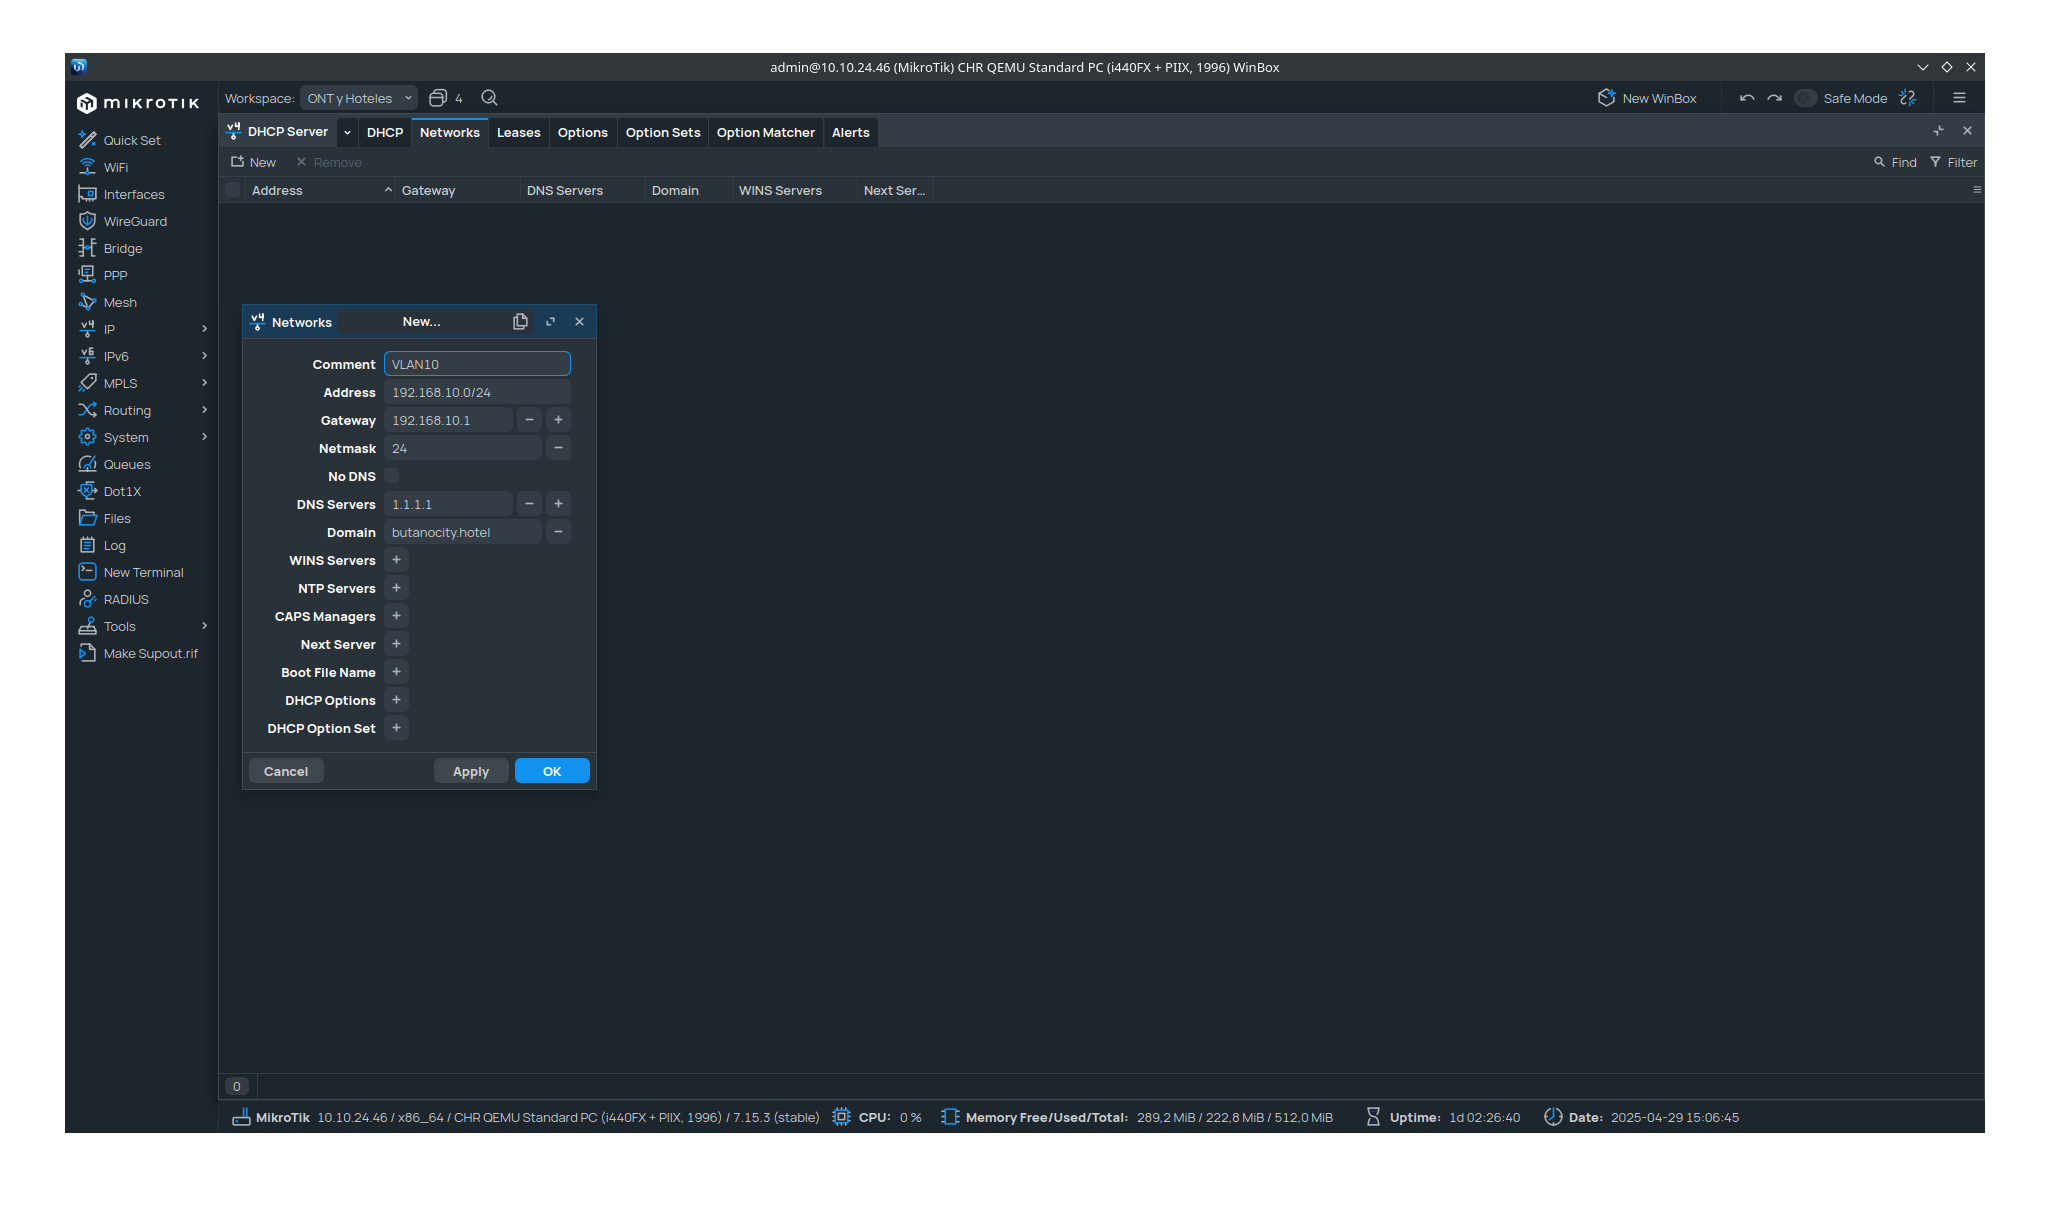 admin@10.10.24.46 (MikroTik) CHR QEMU Standard PC (i440FX + PIIX, 1996) WinBox
mikrotik
Workspace: ONT y Hoteles 4
New WinBox Safe Mode
DHCP Server DHCP Networks Leases Options Option Sets Option Matcher Alerts
New Remove Find Filter
Address Gateway DNS Servers Domain WINS Servers Next Ser...
Quick Set
WiFi
Interfaces
WireGuard
Bridge
PPP
Mesh
IP
IPv6
MPLS
Routing
System
Queues
Dot1X
Files
Log
New Terminal
RADIUS
Tools
Make Supout.rif
Networks New...
Comment VLAN10
Address 192.168.10.0/24
Gateway 192.168.10.1
Netmask 24
No DNS
DNS Servers 1.1.1.1
Domain butanocity.hotel
WINS Servers
NTP Servers
CAPS Managers
Next Server
Boot File Name
DHCP Options
DHCP Option Set
Cancel Apply OK
0
MikroTik 10.10.24.46 / x86_64 / CHR QEMU Standard PC (i440FX + PIIX, 1996) / 7.15.3 (stable) CPU: 0 % Memory Free/Used/Total: 289,2 MiB / 222,8 MiB / 512,0 MiB Uptime: 1d 02:26:40 Date: 2025-04-29 15:06:45